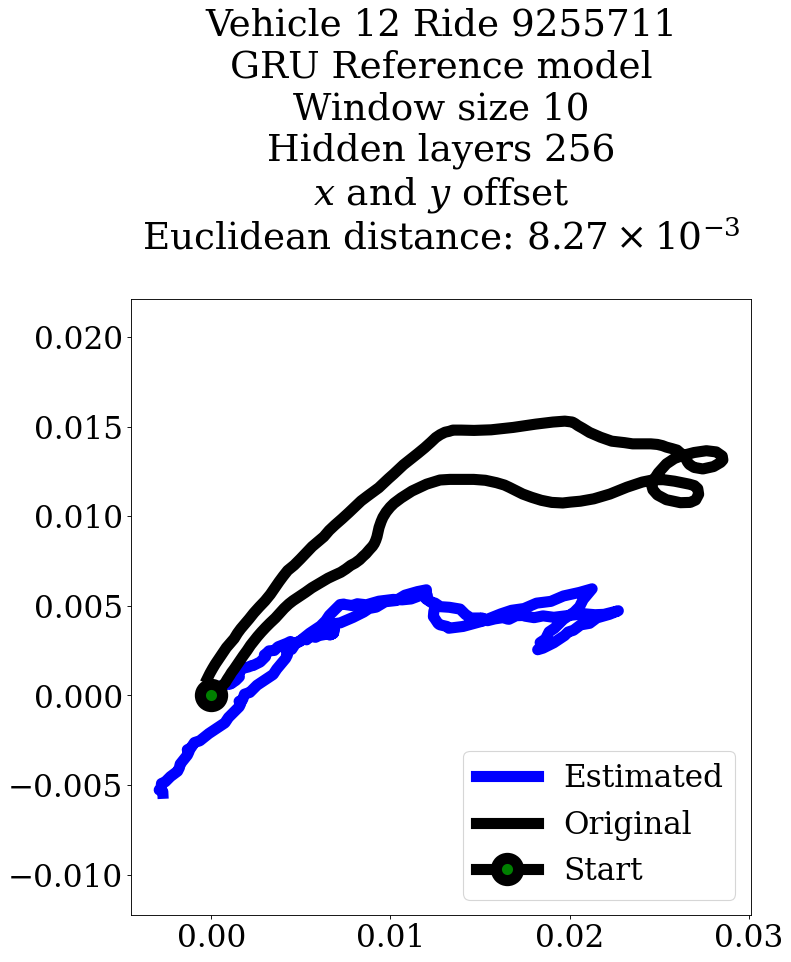 Vehicle 12 Ride 9255711
GRU Reference model
Window size 10
Hidden layers 256
x and y offset
Euclidean distance: 8.27 × 10⁻³
0.020
0.015
0.010
0.005
0.000
−0.005
−0.010
Estimated
Original
Start
0.00 0.01 0.02 0.03